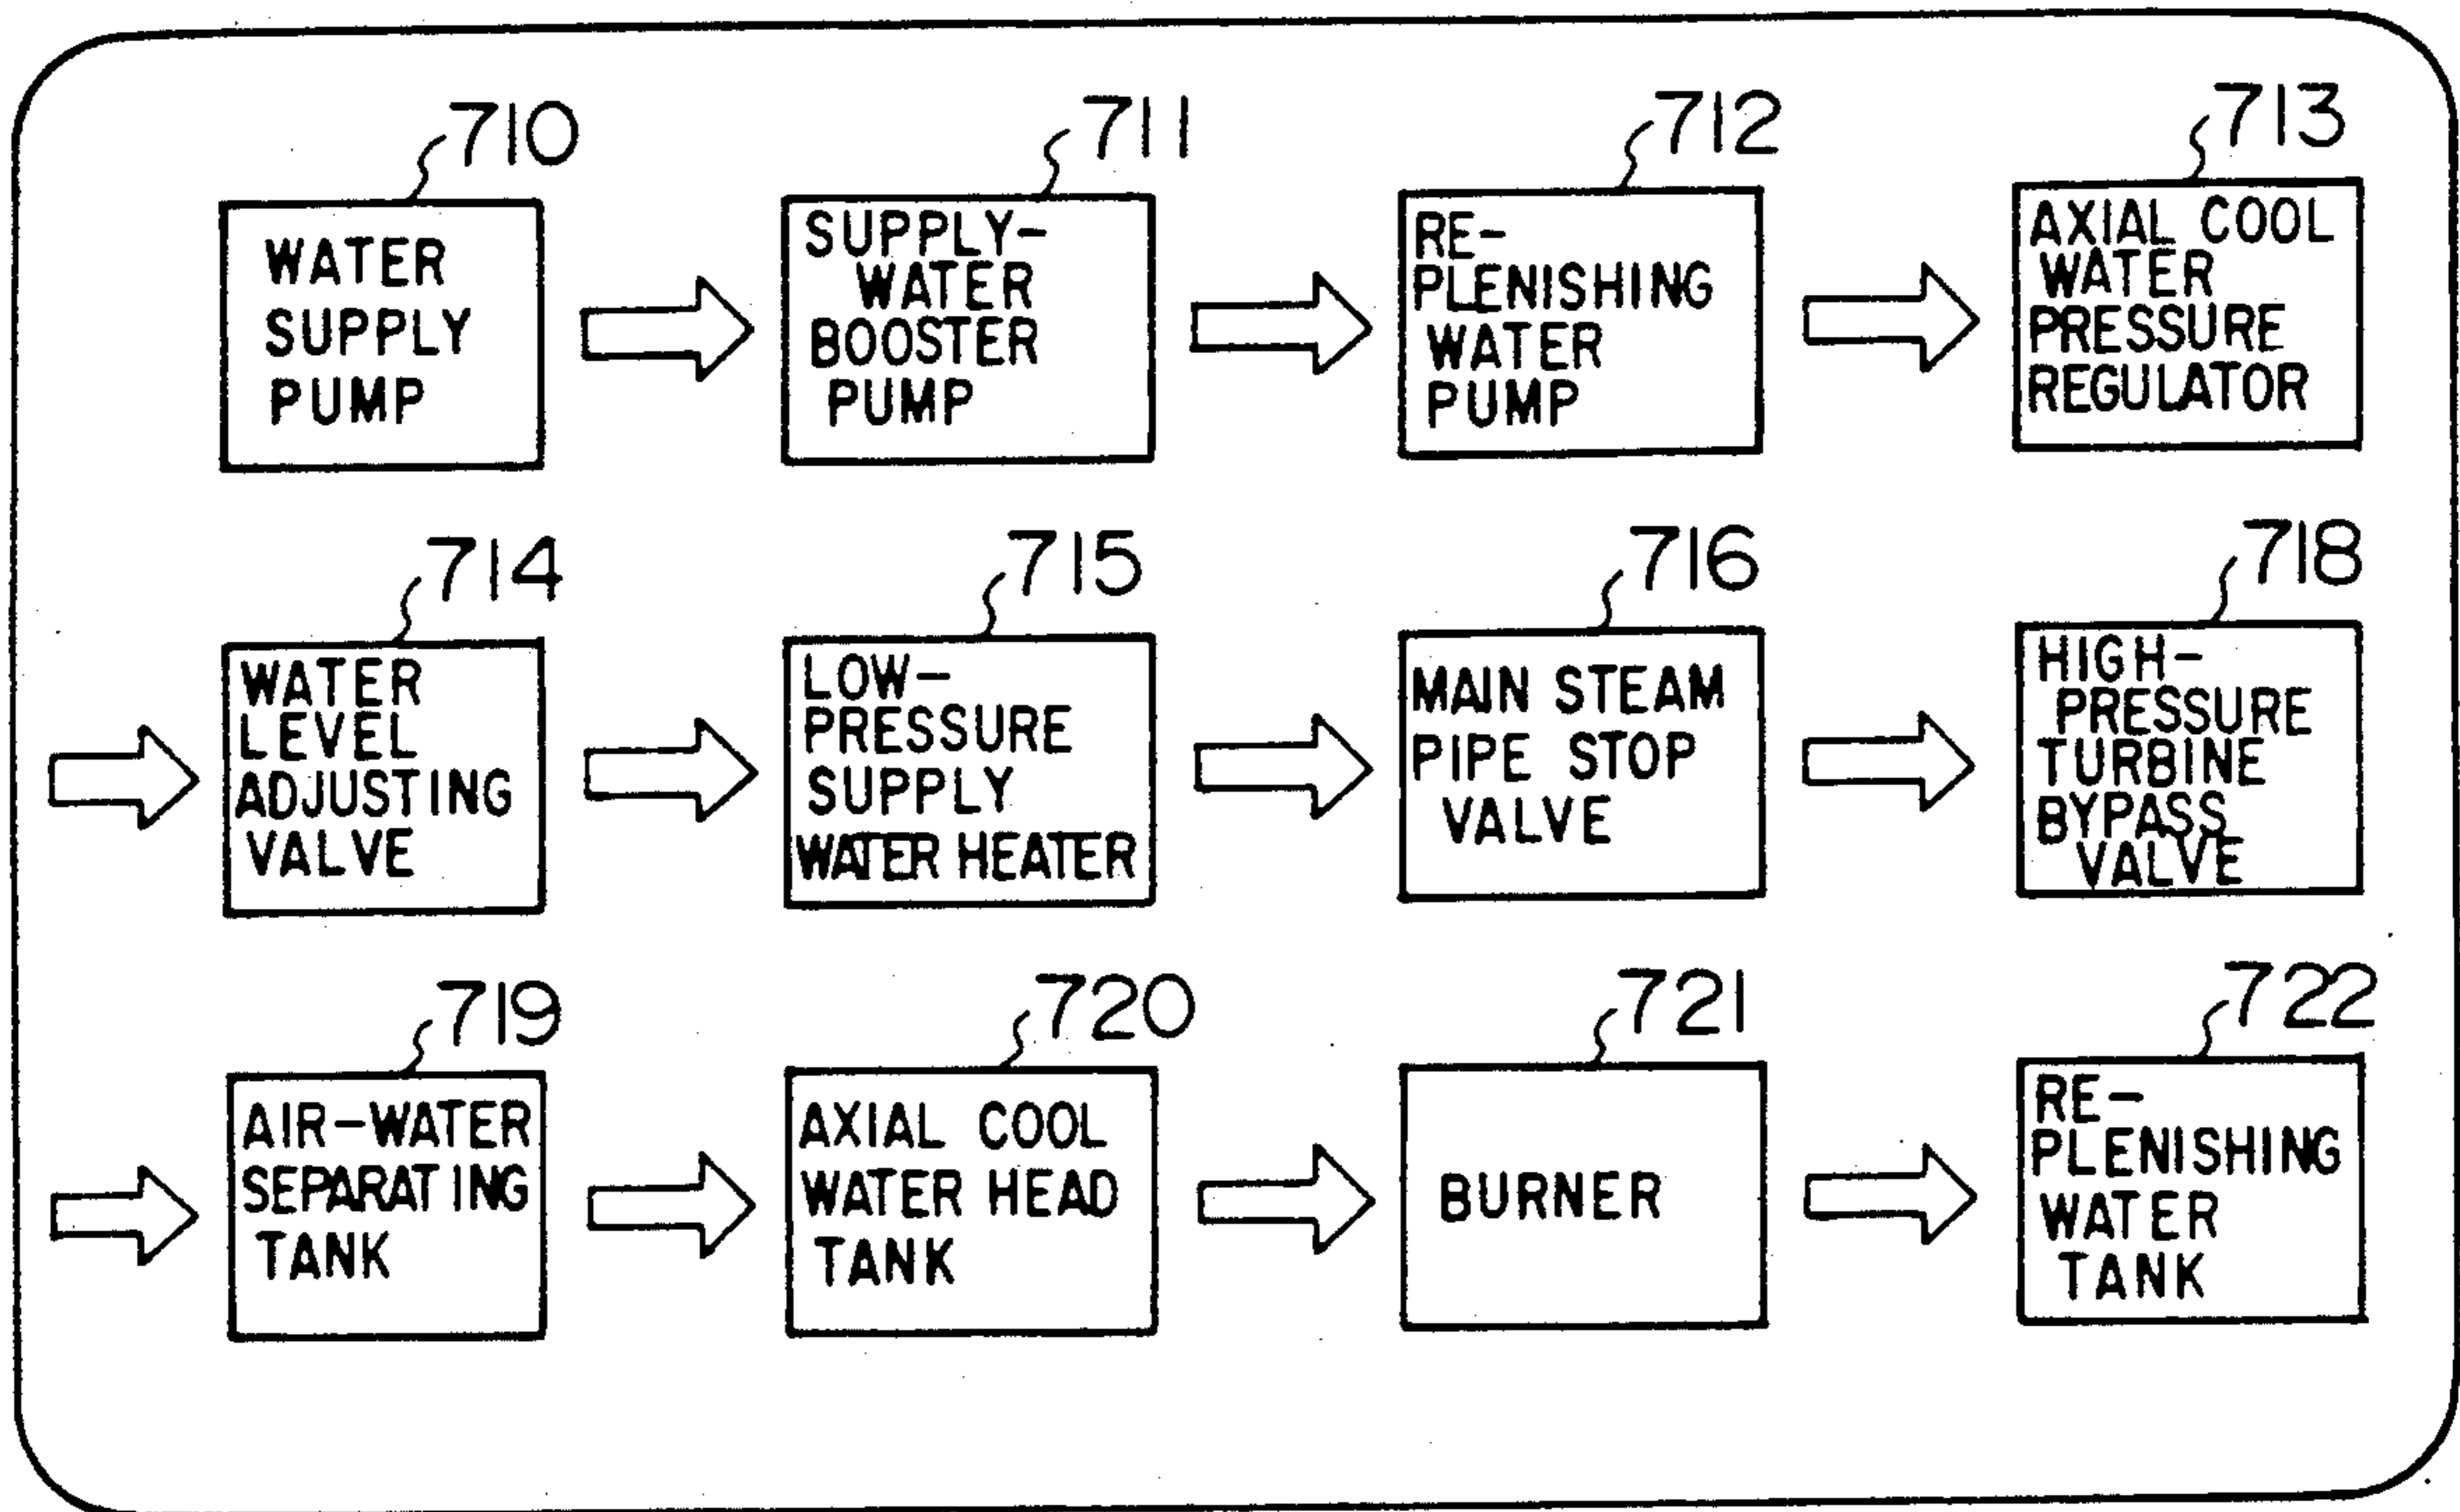 710
WATER
SUPPLY
PUMP
711
SUPPLY-
WATER
BOOSTER
PUMP
712
RE-
PLENISHING
WATER
PUMP
713
AXIAL COOL
WATER
PRESSURE
REGULATOR
714
WATER
LEVEL
ADJUSTING
VALVE
715
LOW-
PRESSURE
SUPPLY
WATER HEATER
716
MAIN STEAM
PIPE STOP
VALVE
718
HIGH-
PRESSURE
TURBINE
BYPASS
VALVE
719
AIR-WATER
SEPARATING
TANK
720
AXIAL COOL
WATER HEAD
TANK
721
BURNER
722
RE-
PLENISHING
WATER
TANK